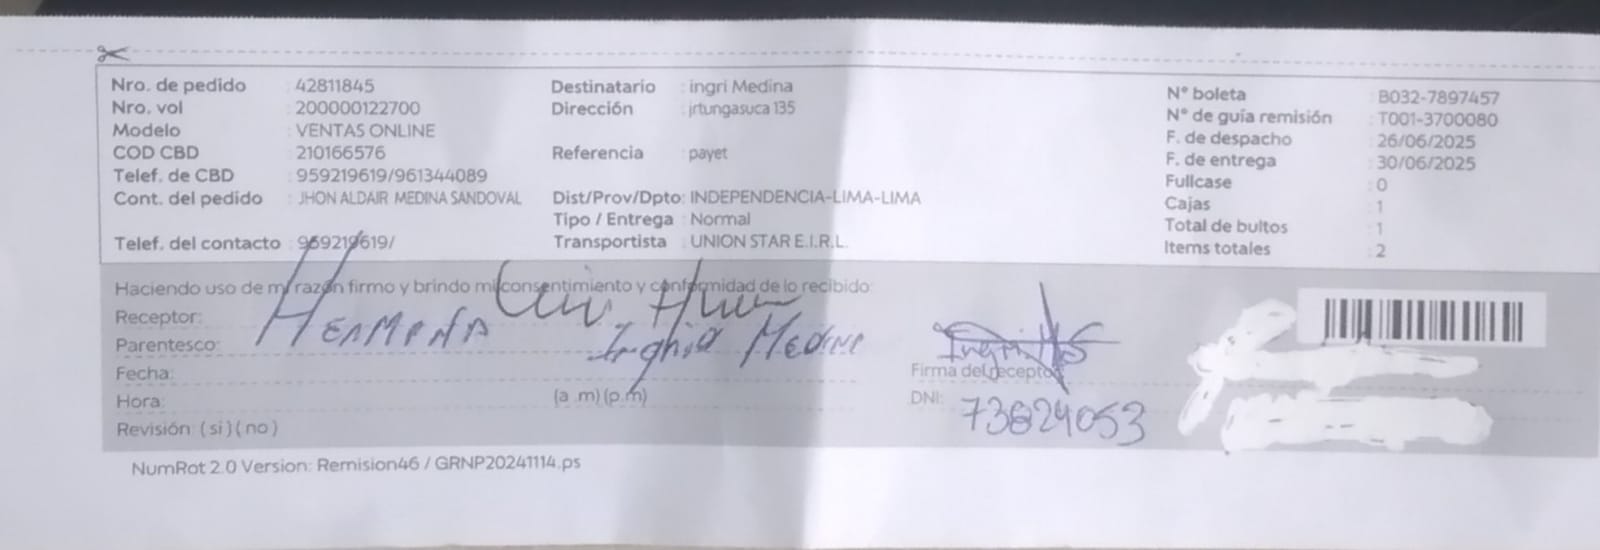 Nro. de pedido : 42811845
Nro. vol : 200000122700
Modelo : VENTAS ONLINE
COD CBD : 210166576
Telef. de CBD : 959219619/961344089
Cont. del pedido : JHON ALDAIR MEDINA SANDOVAL
Telef. del contacto : 959219619/
Destinatario : ingri Medina
Dirección : jrtungasuca 135
Referencia : payet
Dist/Prov/Dpto: INDEPENDENCIA-LIMA-LIMA
Tipo / Entrega : Normal
Transportista : UNION STAR E.I.R.L.
N° boleta : B032-7897457
N° de guía remisión : T001-3700080
F. de despacho : 26/06/2025
F. de entrega : 30/06/2025
Fullcase : 0
Cajas : 1
Total de bultos : 1
Items totales : 2
Haciendo uso de mi razón firmo y brindo mi consentimiento y conformidad de lo recibido:
Receptor:
Parentesco: HERMANA
Medina
Fecha:
Hora: (a .m) (p.m)
Revisión: ( si ) ( no )
Firma del receptor
DNI: 73824053
NumRot 2.0 Version: Remision46 / GRNP20241114.ps